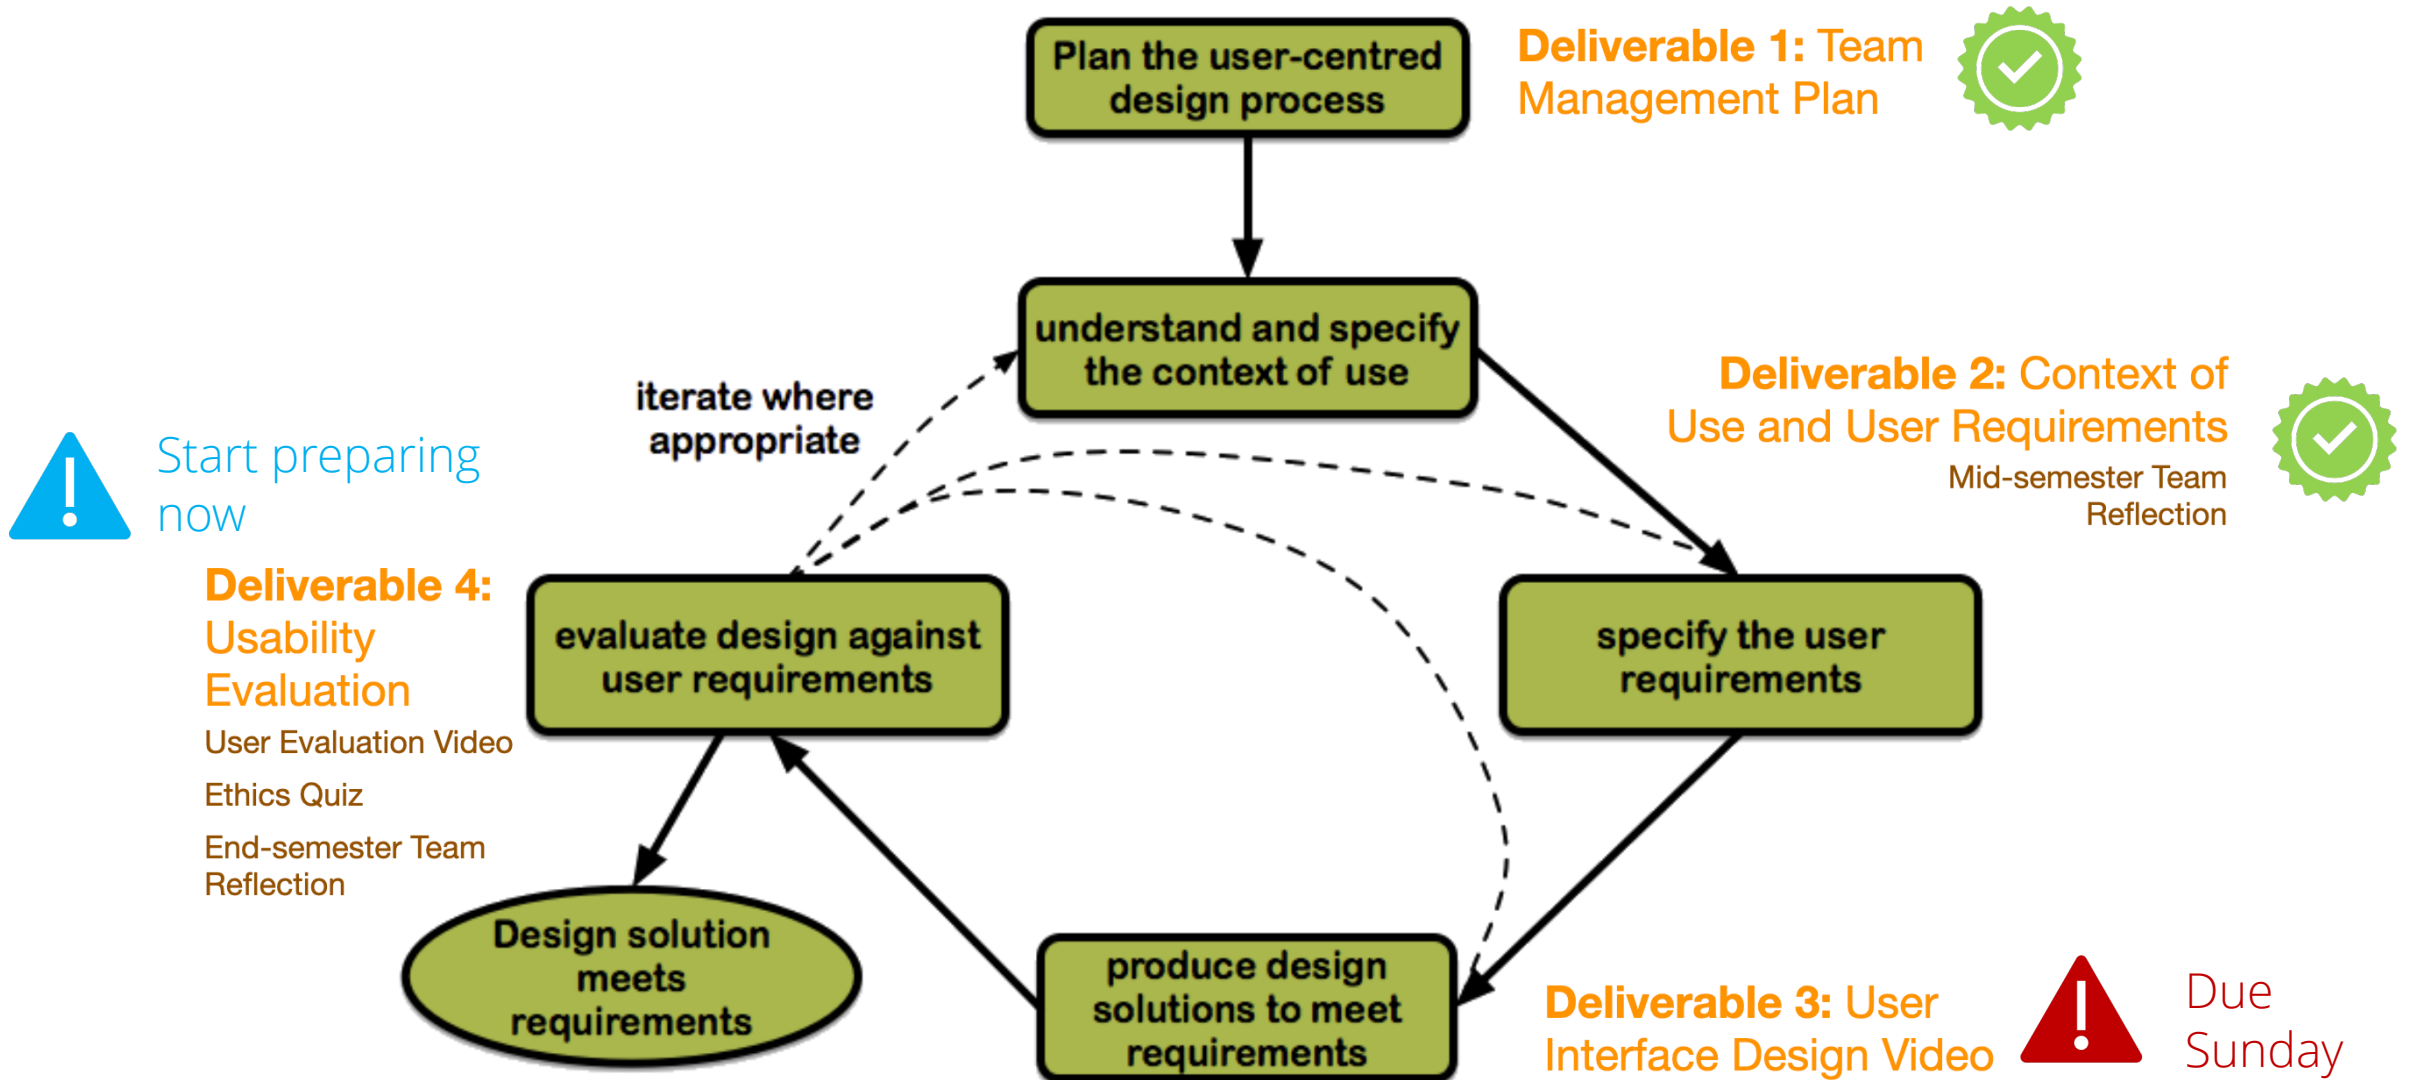 Plan the user-centred
design process
Deliverable 1: Team
Management Plan
understand and specify
the context of use
iterate where
appropriate
Deliverable 2: Context of
Use and User Requirements
Mid-semester Team
Reflection
Start preparing
now
Deliverable 4:
Usability
Evaluation
User Evaluation Video
Ethics Quiz
End-semester Team
Reflection
evaluate design against
user requirements
specify the user
requirements
Design solution
meets
requirements
produce design
solutions to meet
requirements
Deliverable 3: User
Interface Design Video
Due
Sunday